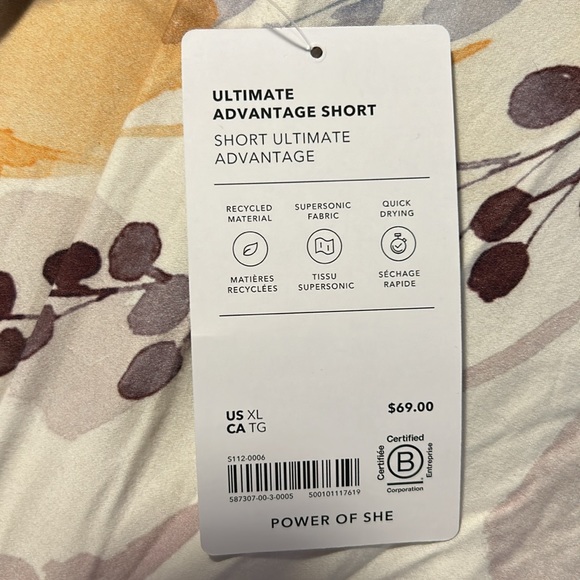 ULTIMATE
ADVANTAGE SHORT
SHORT ULTIMATE
ADVANTAGE
RECYCLED
MATERIAL
SUPERSONIC
FABRIC
QUICK
DRYING
MATIÈRES
RECYCLÉES
TISSU
SUPERSONIC
SÉCHAGE
RAPIDE
US XL
CA TG
$69.00
S112-0006
587307-00-3-0005 500101117619
Certified
Certifiée
B
Entreprise
Corporation
POWER OF SHE